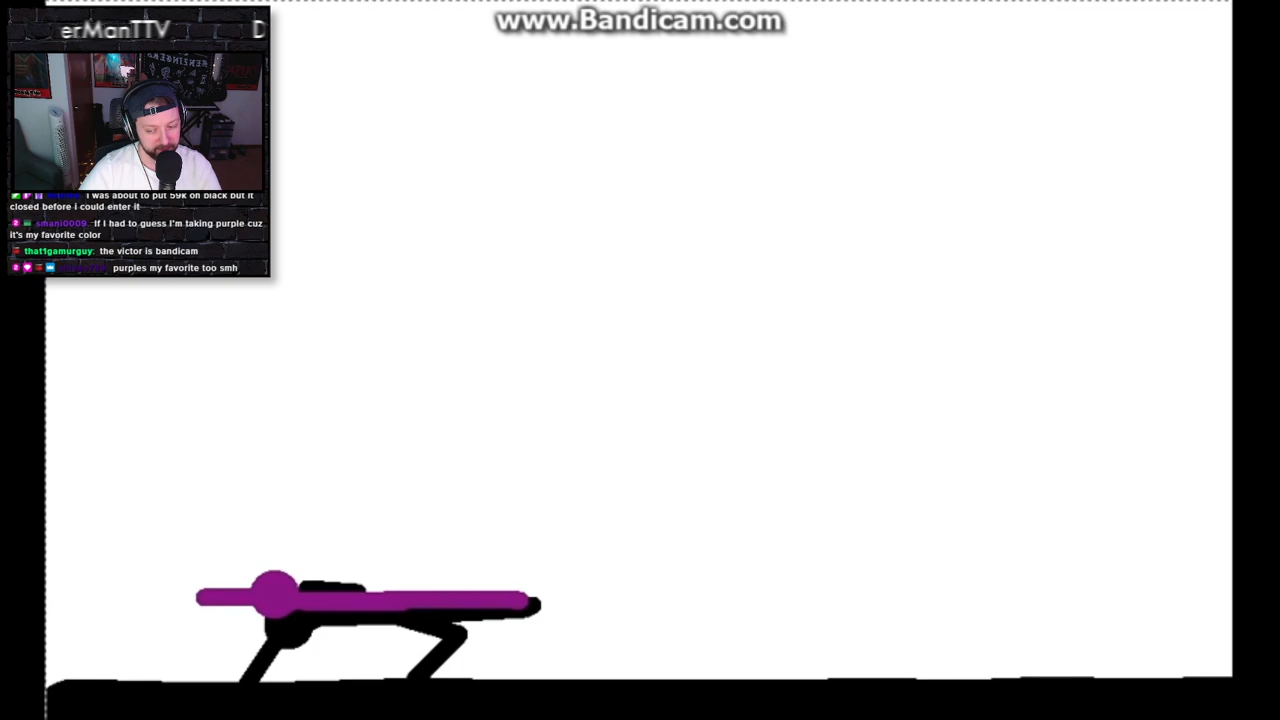 www.Bandicam.com
erManTTV D
I was about to put 59k on black but it
closed before i could enter it
smani0009: If I had to guess I'm taking purple cuz
it's my favorite color
that1gamurguy: the victor is bandicam
purples my favorite too smh